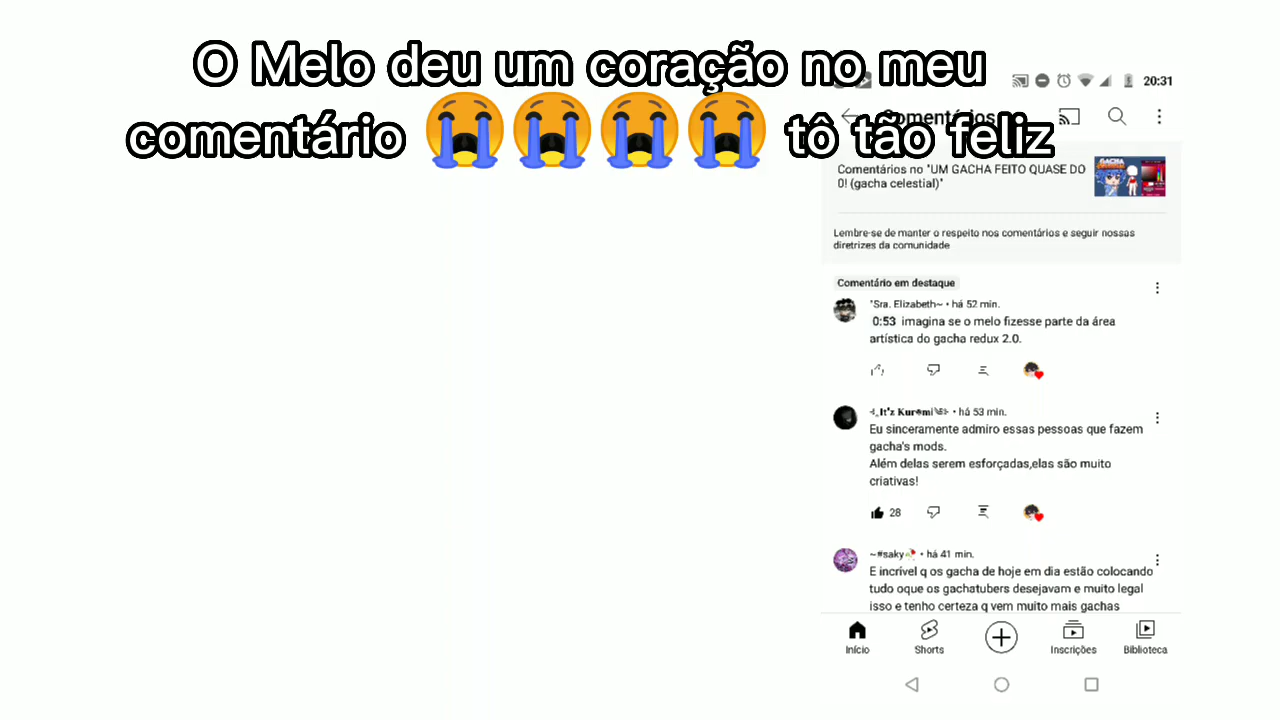 O Melo deu um coração no meu
comentário 😭😭😭😭 tô tão feliz
20:31
Comentários
Comentários no "UM GACHA FEITO QUASE DO
0! (gacha celestial)"
Lembre-se de manter o respeito nos comentários e seguir nossas
diretrizes da comunidade
Comentário em destaque
"Sra. Elizabeth~ • há 52 min.
0:53 imagina se o melo fizesse parte da área
artística do gacha redux 2.0.
• há 53 min.
Eu sinceramente admiro essas pessoas que fazem
gacha's mods.
Além delas serem esforçadas,elas são muito
criativas!
28
~#saky • há 41 min.
E incrível q os gacha de hoje em dia estão colocando
tudo oque os gachatubers desejavam e muito legal
isso e tenho certeza q vem muito mais gachas
Início
Shorts
Inscrições
Biblioteca